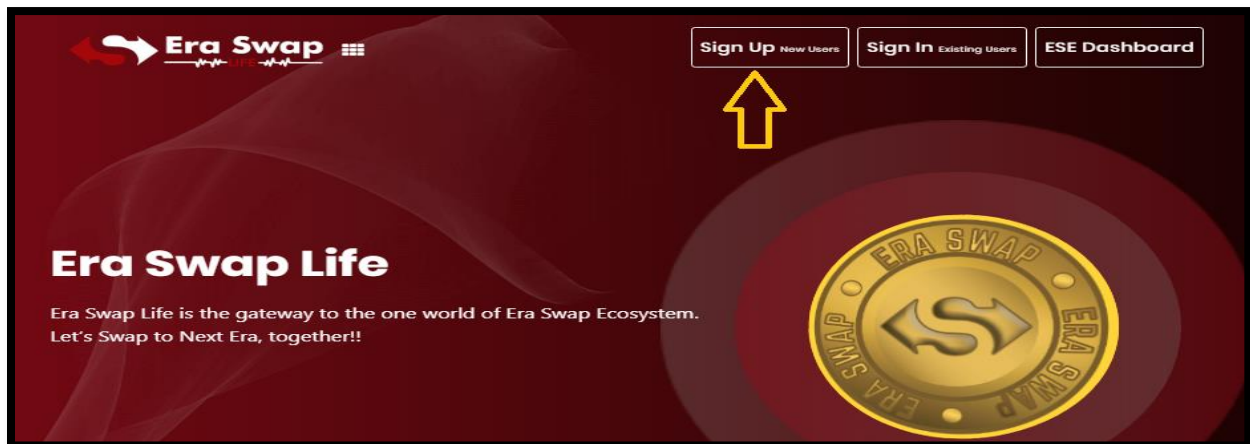 Era Swap
LIFE
Sign Up New Users
Sign In Existing Users
ESE Dashboard
Era Swap Life
Era Swap Life is the gateway to the one world of Era Swap Ecosystem.
Let's Swap to Next Era, together!!
ERA SWAP
ERA SWAP
ERA SWAP